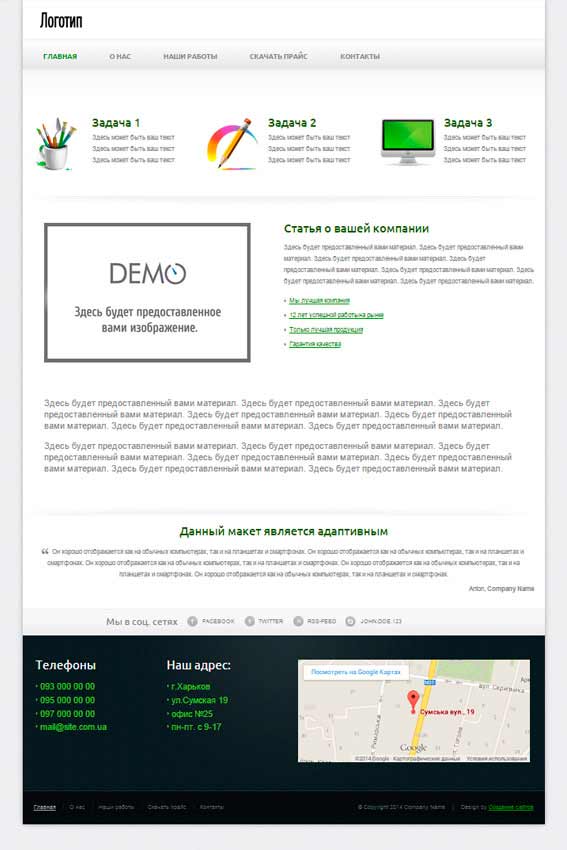 Логотип
ГЛАВНАЯ О НАС НАШИ РАБОТЫ СКАЧАТЬ ПРАЙС КОНТАКТЫ
Задача 1
Здесь может быть ваш текст
Здесь может быть ваш текст
Здесь может быть ваш текст
Задача 2
Здесь может быть ваш текст
Здесь может быть ваш текст
Здесь может быть ваш текст
Задача 3
Здесь может быть ваш текст
Здесь может быть ваш текст
Здесь может быть ваш текст
DEMO
Здесь будет предоставленное
вами изображение.
Статья о вашей компании
Здесь будет предоставленный вами материал. Здесь будет предоставленный
вами материал. Здесь будет предоставленный вами материал. Здесь будет
предоставленный вами материал. Здесь будет предоставленный вами материал. Здесь
будет предоставленный вами материал. Здесь будет предоставленный вами материал.
Мы лучшая компания
12 лет успешной работы на рынке
Только лучшая продукция
Гарантия качества
Здесь будет предоставленный вами материал. Здесь будет предоставленный вами материал. Здесь будет
предоставленный вами материал. Здесь будет предоставленный вами материал. Здесь будет предоставленный
вами материал. Здесь будет предоставленный вами материал. Здесь будет предоставленный вами материал.
Здесь будет предоставленный вами материал. Здесь будет предоставленный вами материал. Здесь будет
предоставленный вами материал. Здесь будет предоставленный вами материал. Здесь будет предоставленный
вами материал. Здесь будет предоставленный вами материал. Здесь будет предоставленный вами материал.
Данный макет является адаптивным
“ Он хорошо отображается как на обычных компьютерах, так и на планшетах и смартфонах. Он хорошо отображается как на обычных компьютерах, так и на планшетах и
смартфонах. Он хорошо отображается как на обычных компьютерах, так и на планшетах и смартфонах. Он хорошо отображается как на обычных компьютерах, так и на
планшетах и смартфонах. Он хорошо отображается как на обычных компьютерах, так и на планшетах и смартфонах.
Anton, Company Name
Мы в соц. сетях FACEBOOK TWITTER RSS-FEED JOHN.DOE.123
Телефоны
093 000 00 00
095 000 00 00
097 000 00 00
mail@site.com.ua
Наш адрес:
г.Харьков
ул.Сумская 19
офис №25
пн-пт. с 9-17
Посмотреть на Google Картах
M03
вул. Серпівська
Сумська вул., 19
вул. Римарська
вул. Гоголя
Google
©2014 Google - Картографические данные Условия использования
Главная О нас Наши работы Скачать прайс Контакты
© Copyright 2014 Company Name | Design by Создание сайтов